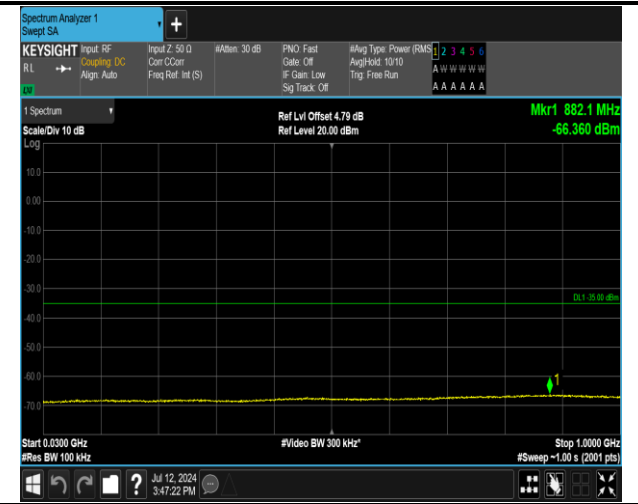 Spectrum Analyzer 1
Swept SA
+
KEYSIGHT
RL
Input: RF
Coupling: DC
Align: Auto
Input Z: 50 Ω
Corr CCorr
Freq Ref: Int (S)
#Atten: 30 dB
PNO: Fast
Gate: Off
IF Gain: Low
Sig Track: Off
#Avg Type: Power (RMS
Avg|Hold: 10/10
Trig: Free Run
1 2 3 4 5 6
A W W W W W
A A A A A A
1 Spectrum
Scale/Div 10 dB
Ref Lvl Offset 4.79 dB
Ref Level 20.00 dBm
Mkr1 882.1 MHz
-66.360 dBm
Log
10.0
0.00
-10.0
-20.0
-30.0
DL1 -35.00 dBm
-40.0
-50.0
-60.0
1
-70.0
Start 0.0300 GHz
#Video BW 300 kHz*
Stop 1.0000 GHz
#Res BW 100 kHz
#Sweep ~1.00 s (2001 pts)
?
Jul 12, 2024
3:47:22 PM